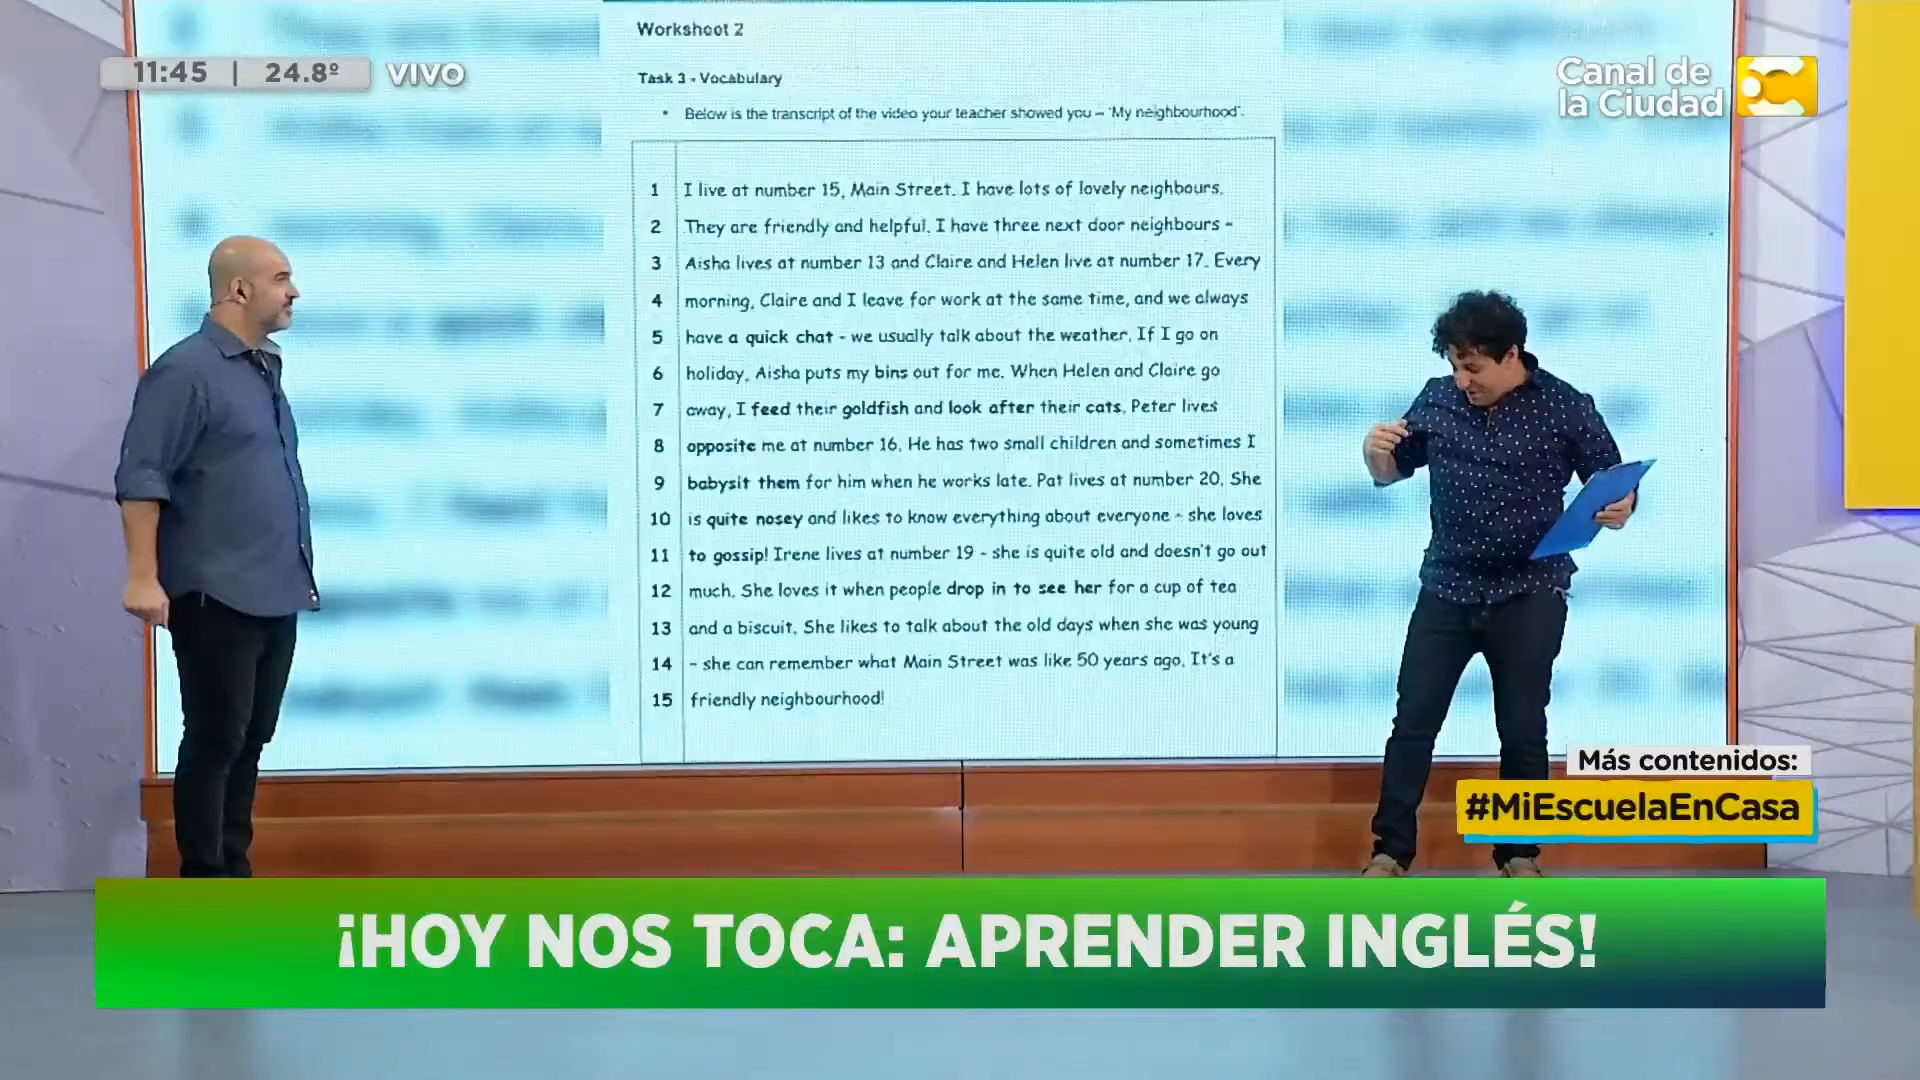 Worksheet 2
11:45 | 24.8º VIVO
Canal de
la Ciudad
Task 3 - Vocabulary
• Below is the transcript of the video your teacher showed you – 'My neighbourhood'.
1 I live at number 15, Main Street. I have lots of lovely neighbours.
2 They are friendly and helpful. I have three next door neighbours -
3 Aisha lives at number 13 and Claire and Helen live at number 17. Every
4 morning, Claire and I leave for work at the same time, and we always
5 have a quick chat - we usually talk about the weather. If I go on
6 holiday, Aisha puts my bins out for me. When Helen and Claire go
7 away, I feed their goldfish and look after their cats. Peter lives
8 opposite me at number 16. He has two small children and sometimes I
9 babysit them for him when he works late. Pat lives at number 20. She
10 is quite nosey and likes to know everything about everyone - she loves
11 to gossip! Irene lives at number 19 - she is quite old and doesn't go out
12 much. She loves it when people drop in to see her for a cup of tea
13 and a biscuit. She likes to talk about the old days when she was young
14 - she can remember what Main Street was like 50 years ago. It's a
15 friendly neighbourhood!
Más contenidos:
#MiEscuelaEnCasa
¡HOY NOS TOCA: APRENDER INGLÉS!